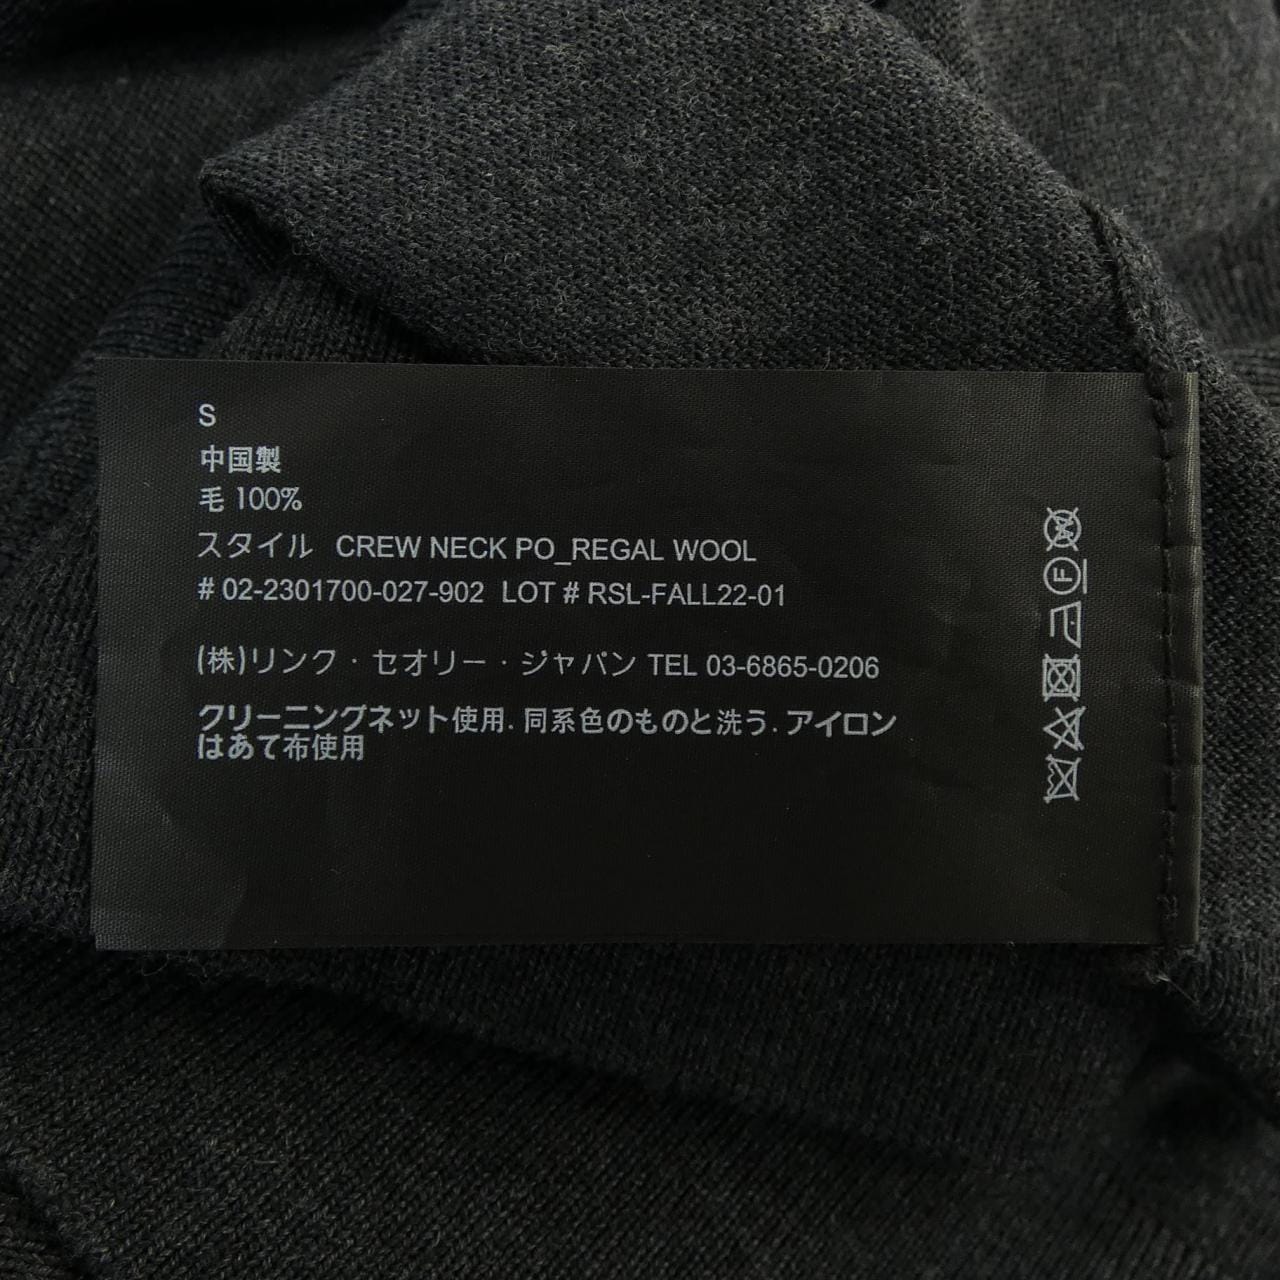 S
中国製
毛 100%
スタイル CREW NECK PO_REGAL WOOL
# 02-2301700-027-902 LOT # RSL-FALL22-01
(株)リンク・セオリー・ジャパン TEL 03-6865-0206
クリーニングネット使用. 同系色のものと洗う. アイロン
はあて布使用
F